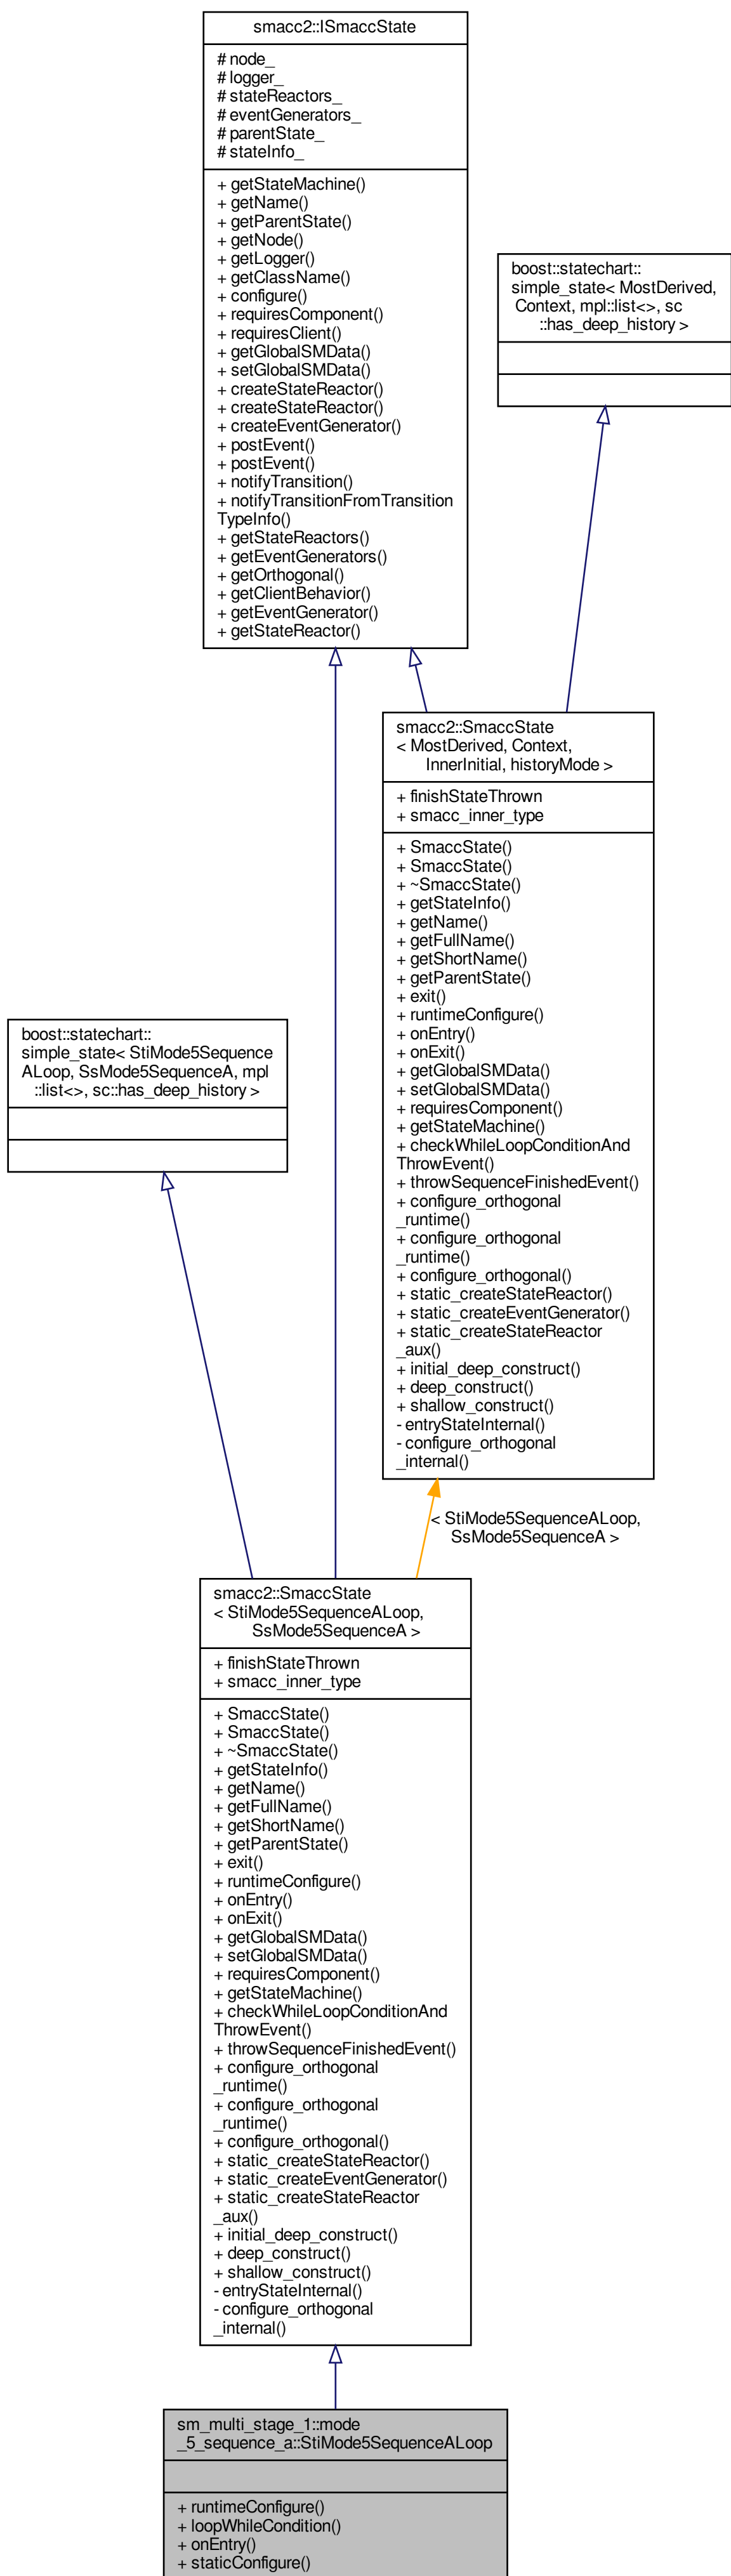 smacc2::ISmaccState
# node_
# logger_
# stateReactors_
# eventGenerators_
# parentState_
# stateInfo_
+ getStateMachine()
+ getName()
+ getParentState()
+ getNode()
+ getLogger()
+ getClassName()
+ configure()
+ requiresComponent()
+ requiresClient()
+ getGlobalSMData()
+ setGlobalSMData()
+ createStateReactor()
+ createStateReactor()
+ createEventGenerator()
+ postEvent()
+ postEvent()
+ notifyTransition()
+ notifyTransitionFromTransition
TypeInfo()
+ getStateReactors()
+ getEventGenerators()
+ getOrthogonal()
+ getClientBehavior()
+ getEventGenerator()
+ getStateReactor()
boost::statechart::
simple_state< MostDerived,
Context, mpl::list<>, sc
::has_deep_history >
smacc2::SmaccState
< MostDerived, Context,
InnerInitial, historyMode >
+ finishStateThrown
+ smacc_inner_type
+ SmaccState()
+ SmaccState()
+ ~SmaccState()
+ getStateInfo()
+ getName()
+ getFullName()
+ getShortName()
+ getParentState()
+ exit()
+ runtimeConfigure()
+ onEntry()
+ onExit()
+ getGlobalSMData()
+ setGlobalSMData()
+ requiresComponent()
+ getStateMachine()
+ checkWhileLoopConditionAnd
ThrowEvent()
+ throwSequenceFinishedEvent()
+ configure_orthogonal
_runtime()
+ configure_orthogonal
_runtime()
+ configure_orthogonal()
+ static_createStateReactor()
+ static_createEventGenerator()
+ static_createStateReactor
_aux()
+ initial_deep_construct()
+ deep_construct()
+ shallow_construct()
- entryStateInternal()
- configure_orthogonal
_internal()
boost::statechart::
simple_state< StiMode5Sequence
ALoop, SsMode5SequenceA, mpl
::list<>, sc::has_deep_history >
< StiMode5SequenceALoop,
SsMode5SequenceA >
smacc2::SmaccState
< StiMode5SequenceALoop,
SsMode5SequenceA >
+ finishStateThrown
+ smacc_inner_type
+ SmaccState()
+ SmaccState()
+ ~SmaccState()
+ getStateInfo()
+ getName()
+ getFullName()
+ getShortName()
+ getParentState()
+ exit()
+ runtimeConfigure()
+ onEntry()
+ onExit()
+ getGlobalSMData()
+ setGlobalSMData()
+ requiresComponent()
+ getStateMachine()
+ checkWhileLoopConditionAnd
ThrowEvent()
+ throwSequenceFinishedEvent()
+ configure_orthogonal
_runtime()
+ configure_orthogonal
_runtime()
+ configure_orthogonal()
+ static_createStateReactor()
+ static_createEventGenerator()
+ static_createStateReactor
_aux()
+ initial_deep_construct()
+ deep_construct()
+ shallow_construct()
- entryStateInternal()
- configure_orthogonal
_internal()
sm_multi_stage_1::mode
_5_sequence_a::StiMode5SequenceALoop
+ runtimeConfigure()
+ loopWhileCondition()
+ onEntry()
+ staticConfigure()